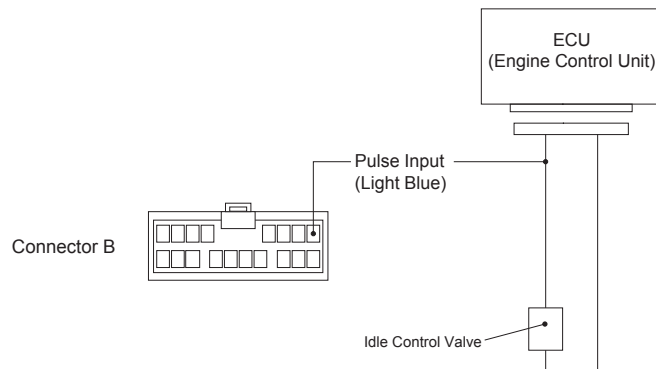 ECU
(Engine Control Unit)
Pulse Input
(Light Blue)
Connector B
Idle Control Valve